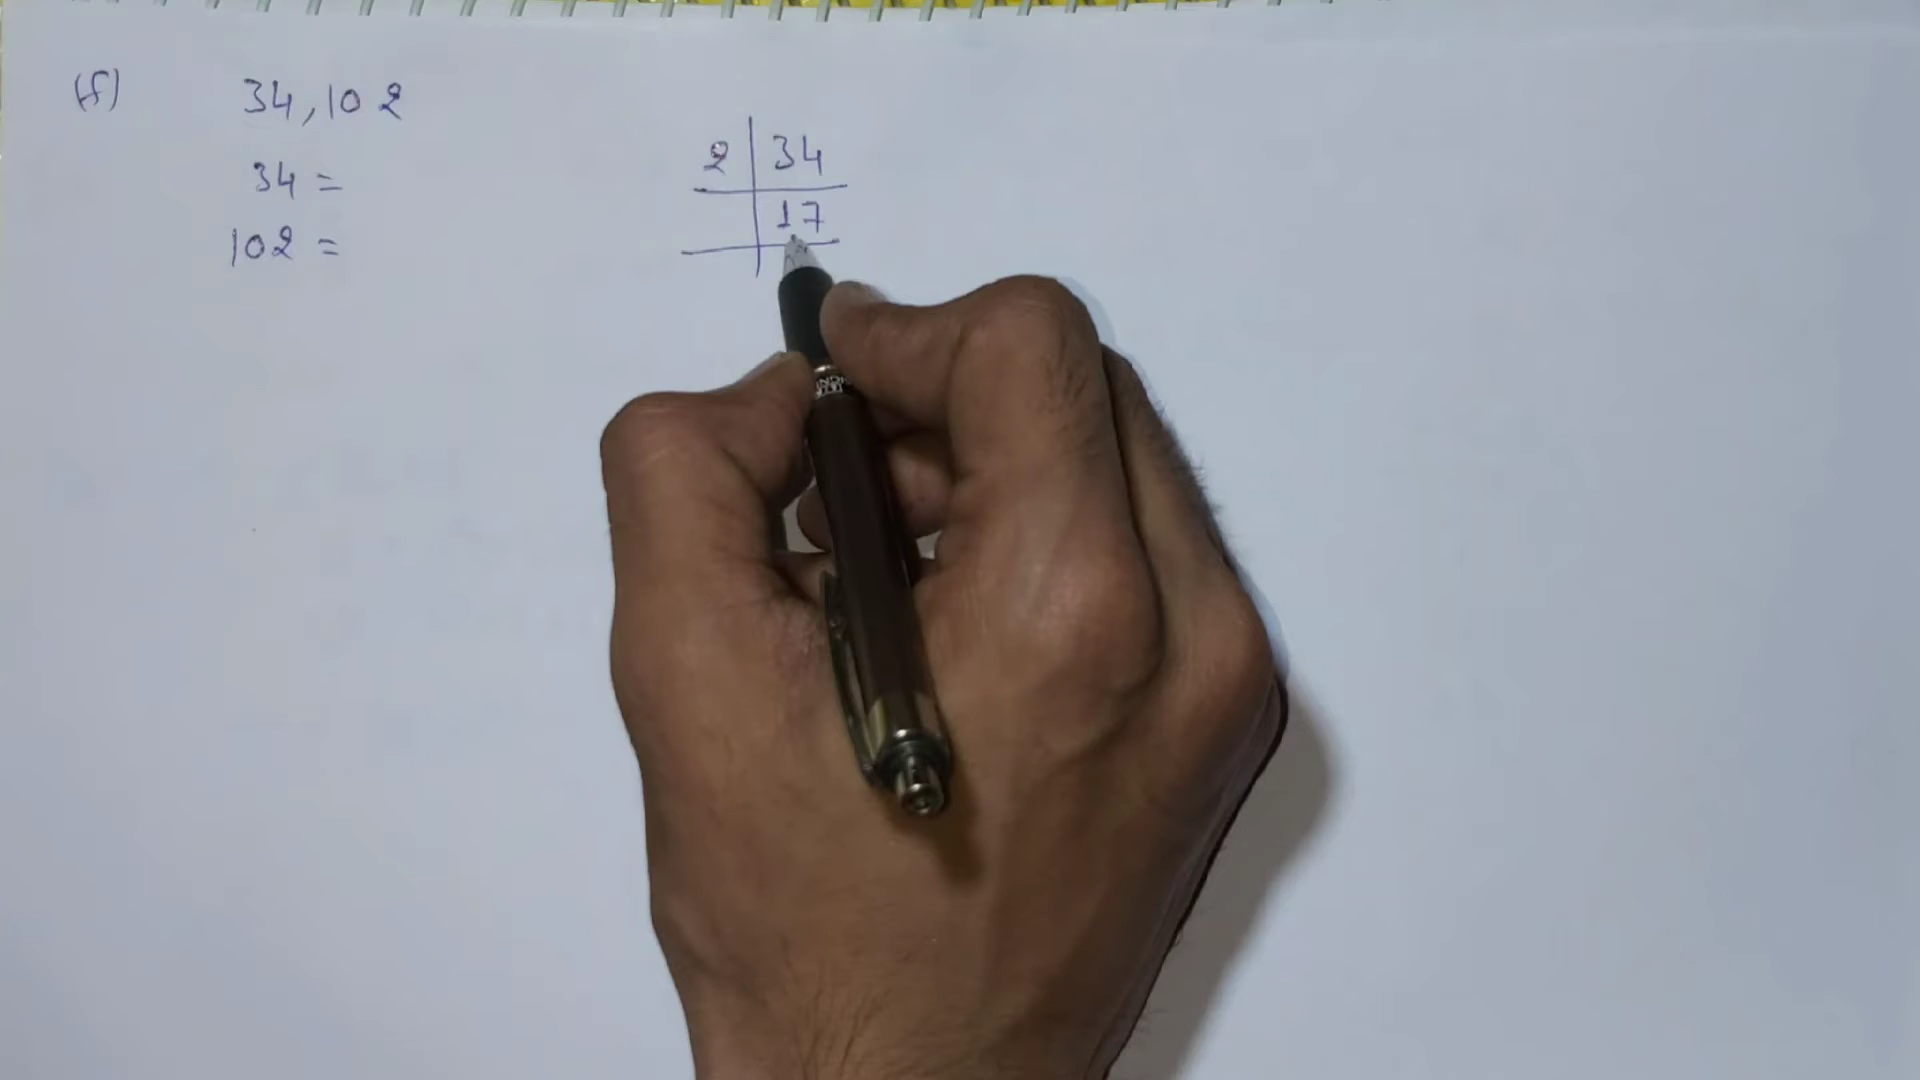 (f) 34, 102
34 =
102 =
2 | 34
17